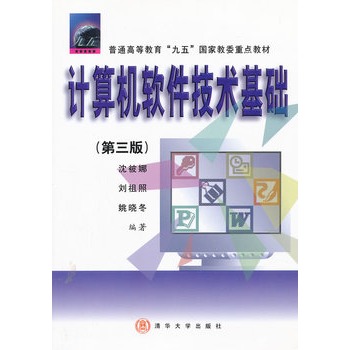 普通高等教育“九五”国家教委重点教材
计算机软件技术基础
(第三版)
沈被娜
刘祖照
姚晓冬
编著
清华大学出版社